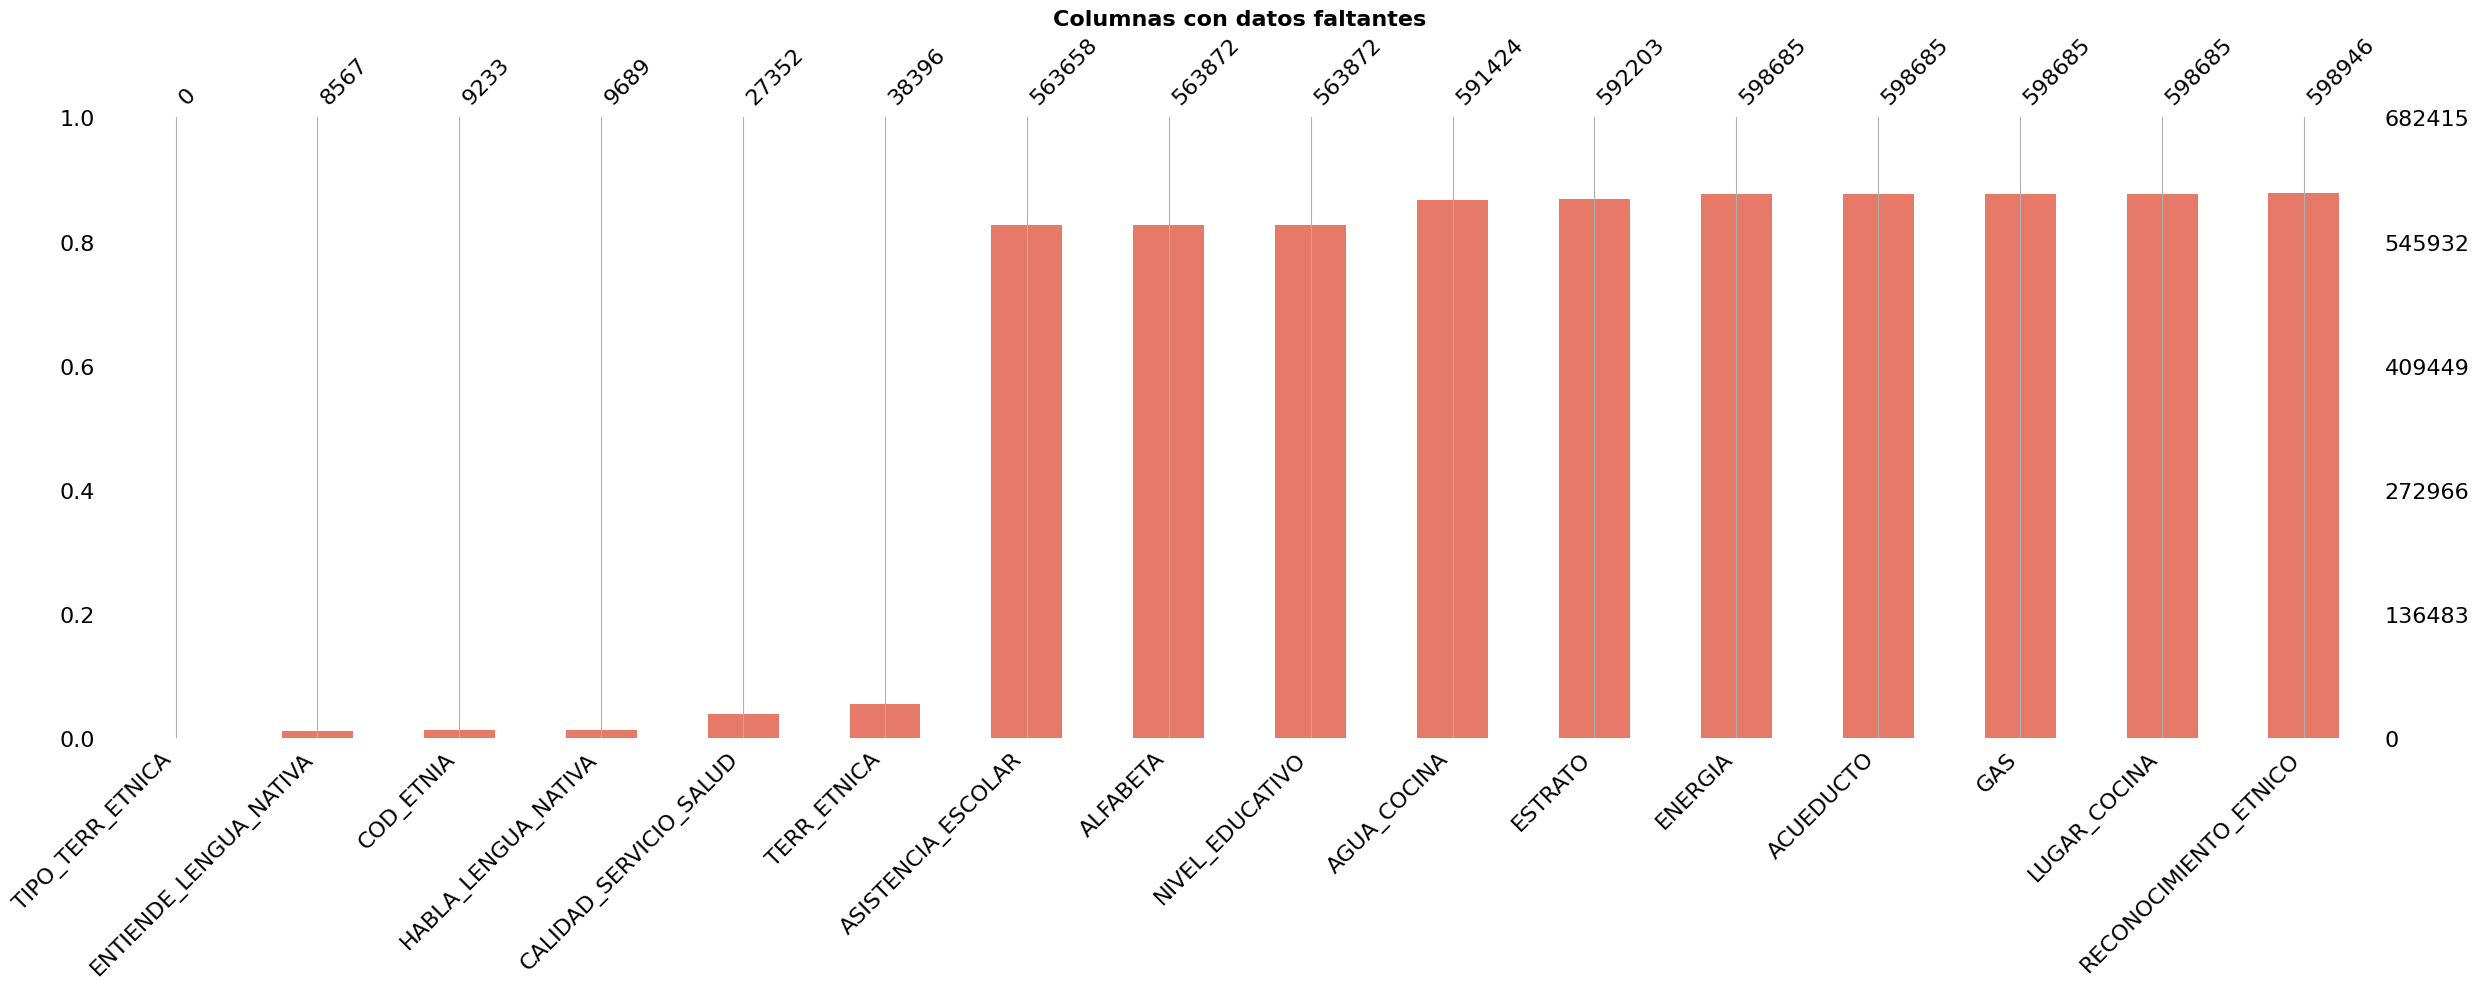 Columnas con datos faltantes
0
8567
9233
9689
27352
38396
563658
563872
563872
591424
592203
598685
598685
598685
598685
598946
1.0
682415
0.8
545932
0.6
409449
0.4
272966
0.2
136483
0.0
0
TIPO_TERR_ETNICA
ENTIENDE_LENGUA_NATIVA
COD_ETNIA
HABLA_LENGUA_NATIVA
CALIDAD_SERVICIO_SALUD
TERR_ETNICA
ASISTENCIA_ESCOLAR
ALFABETA
NIVEL_EDUCATIVO
AGUA_COCINA
ESTRATO
ENERGIA
ACUEDUCTO
GAS
LUGAR_COCINA
RECONOCIMIENTO_ETNICO